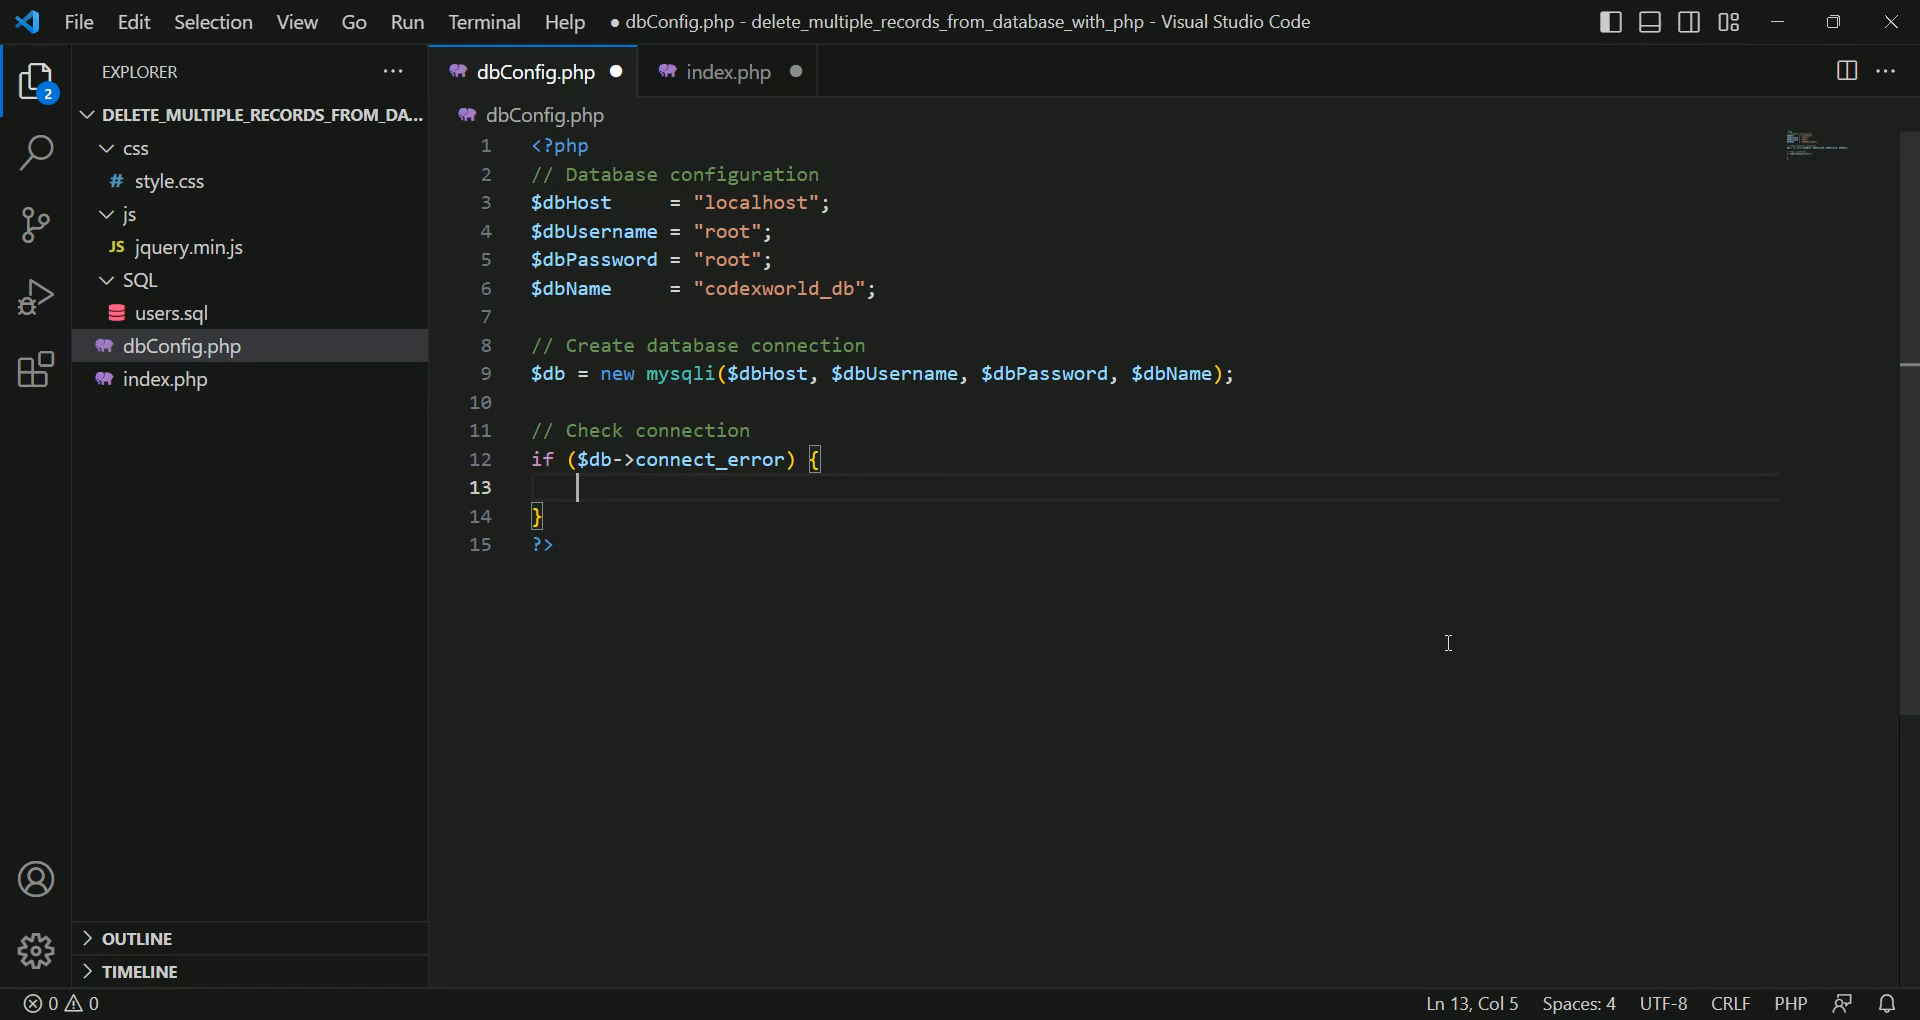 File Edit Selection View Go Run Terminal Help ● dbConfig.php - delete_multiple_records_from_database_with_php - Visual Studio Code
EXPLORER ···
dbConfig.php ● index.php ●
DELETE_MULTIPLE_RECORDS_FROM_DA...
css
# style.css
js
JS jquery.min.js
SQL
users.sql
dbConfig.php
index.php
OUTLINE
TIMELINE
2
dbConfig.php
1 <?php
2 // Database configuration
3 $dbHost     = "localhost";
4 $dbUsername = "root";
5 $dbPassword = "root";
6 $dbName     = "codexworld_db";
7
8 // Create database connection
9 $db = new mysqli($dbHost, $dbUsername, $dbPassword, $dbName);
10
11 // Check connection
12 if ($db->connect_error) {
13
14 }
15 ?>
0 0 Ln 13, Col 5 Spaces: 4 UTF-8 CRLF PHP